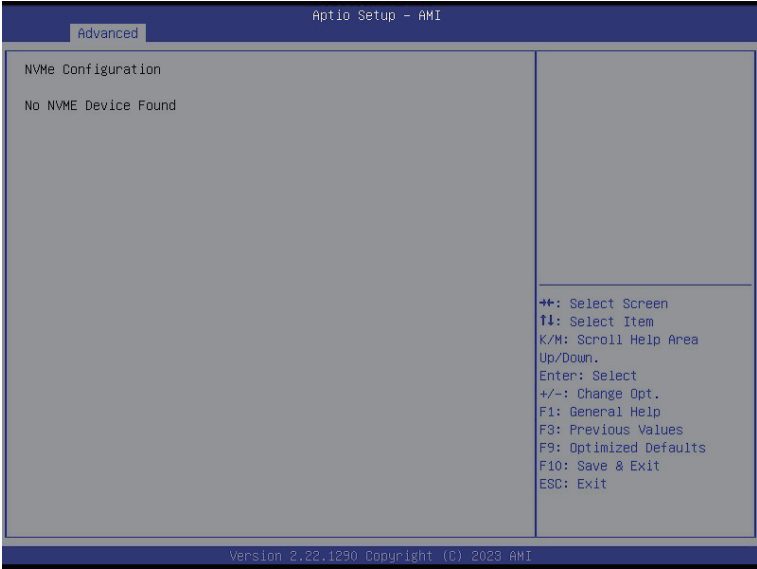 Aptio Setup – AMI
Advanced
NVMe Configuration
No NVME Device Found
→←: Select Screen
↑↓: Select Item
K/M: Scroll Help Area
Up/Down.
Enter: Select
+/-: Change Opt.
F1: General Help
F3: Previous Values
F9: Optimized Defaults
F10: Save & Exit
ESC: Exit
Version 2.22.1290 Copyright (C) 2023 AMI